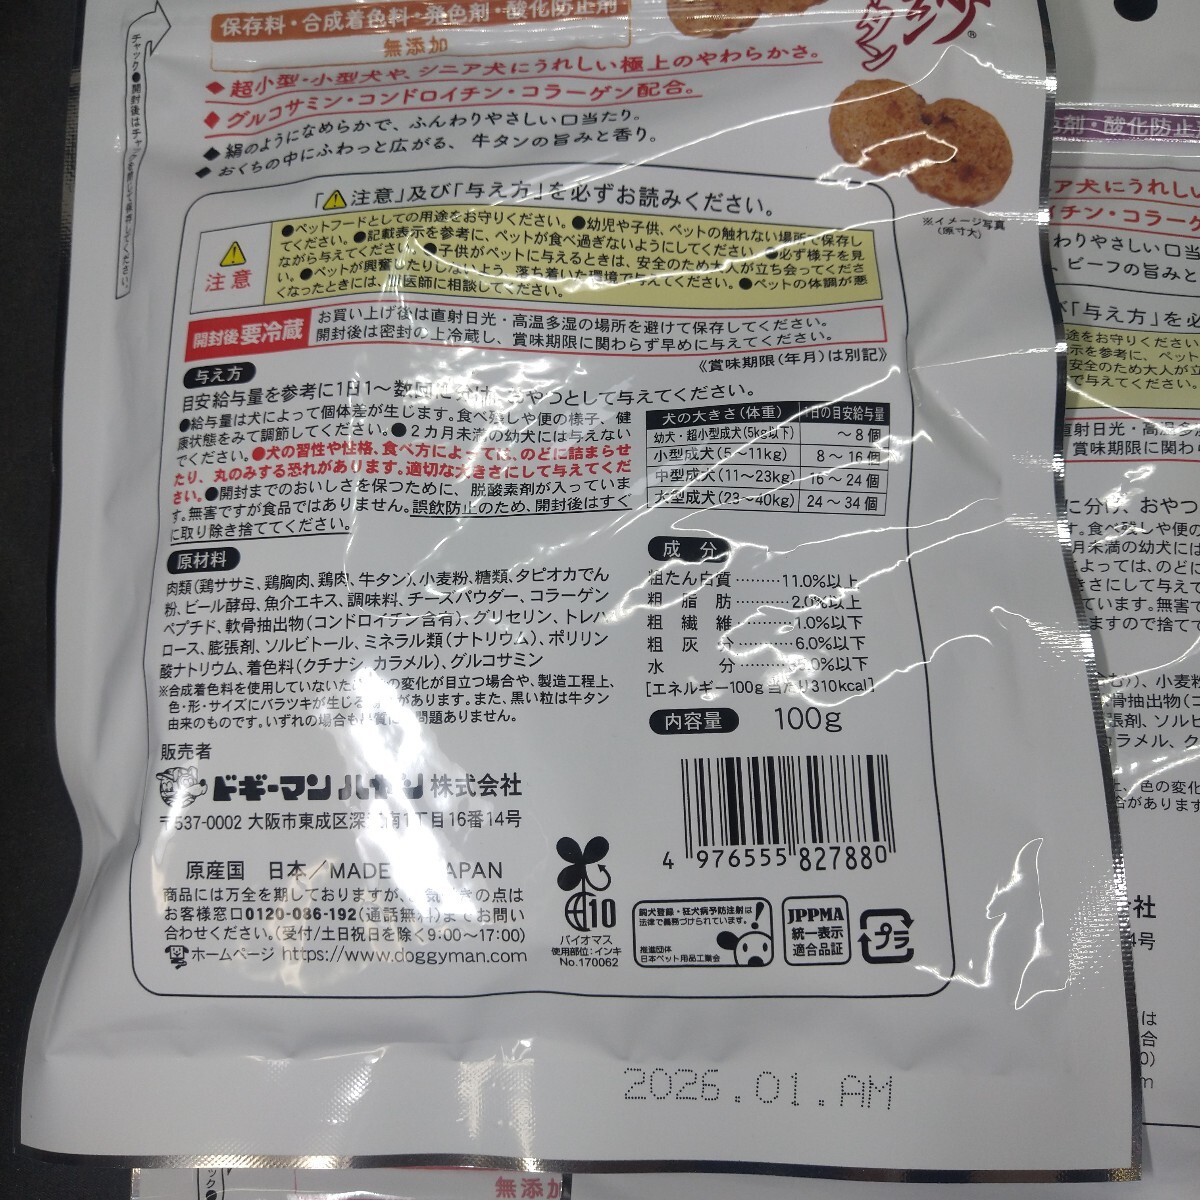 保存料・合成着色料・発色剤・酸化防止剤
無添加
◆超小型・小型犬や、シニア犬にうれしい極上のやわらかさ。
◆グルコサミン・コンドロイチン・コラーゲン配合。
◆絹のようになめらかで、ふんわりやさしい口当たり。
◆おくちの中にふわっと広がる、牛タンの旨みと香り。
※イメージ写真
(原寸大)
「⚠注意」及び「与え方」を必ずお読みください。
注意
●ペットフードとしての用途をお守りください。●幼児や子供、ペットの触れない場所で保存し
てください。●記載表示を参考に、ペットが食べ過ぎないようにしてください。●必ず様子を見
ながら与えてください。●子供がペットに与えるときは、安全のため大人が立ち会ってくださ
い。●ペットが興奮したりしないよう、落ち着いた環境で与えてください。●ペットの体調が悪
くなったときには、獣医師に相談してください。
開封後要冷蔵
お買い上げ後は直射日光・高温多湿の場所を避けて保存してください。
開封後は密封の上冷蔵し、賞味期限に関わらず早めに与えてください。
《賞味期限(年月)は別記》
与え方
目安給与量を参考に1日1〜数回に分け、おやつとして与えてください。
●給与量は犬によって個体差が生じます。食べ残しや便の様子、健
康状態をみて調節してください。●2カ月未満の幼犬には与えない
でください。●犬の習性や性格、食べ方によっては、のどに詰まらせ
たり、丸のみする恐れがあります。適切な大きさにして与えてくだ
さい。●開封までのおいしさを保つために、脱酸素剤が入っていま
す。無害ですが食品ではありません。誤飲防止のため、開封後はすぐ
に取り除き捨ててください。
犬の大きさ(体重) 1日の目安給与量
幼犬・超小型成犬(5kg以下) 〜8個
小型成犬(5〜11kg) 8〜16個
中型成犬(11〜23kg) 16〜24個
大型成犬(23〜40kg) 24〜34個
原材料
肉類(鶏ササミ、鶏胸肉、鶏肉、牛タン)、小麦粉、糖類、タピオカでん
粉、ビール酵母、魚介エキス、調味料、チーズパウダー、コラーゲン
ペプチド、軟骨抽出物(コンドロイチン含有)、グリセリン、トレハ
ロース、膨張剤、ソルビトール、ミネラル類(ナトリウム)、ポリリン
酸ナトリウム、着色料(クチナシ、カラメル)、グルコサミン
※合成着色料を使用していないため、色の変化が目立つ場合や、製造工程上、
色・形・サイズにバラツキが生じる場合があります。また、黒い粒は牛タン
由来のものです。いずれの場合も品質には問題ありません。
成分
粗たん白質………11.0%以上
粗脂肪………2.0%以上
粗繊維………1.0%以下
粗灰分………6.0%以下
水分………%以下
[エネルギー100g当たり310kcal]
内容量 100g
販売者
ドギーマンハヤシ株式会社
〒537-0002 大阪市東成区深江南1丁目16番14号
原産国 日本/MADE IN JAPAN
商品には万全を期しておりますが、お気づきの点は
お客様窓口0120-086-192(通話無料)までお問い
合わせください。(受付/土日祝日を除く9:00〜17:00)
ホームページ https://www.doggyman.com
4 976555 827880
10
バイオマス
使用部位:インキ
No.170062
飼犬登録・狂犬病予防注射は
法律で義務づけられています。
推進団体
日本ペット用品工業会
JPPMA
統一表示
適合品証
プラ
2026.01.AM
無添加